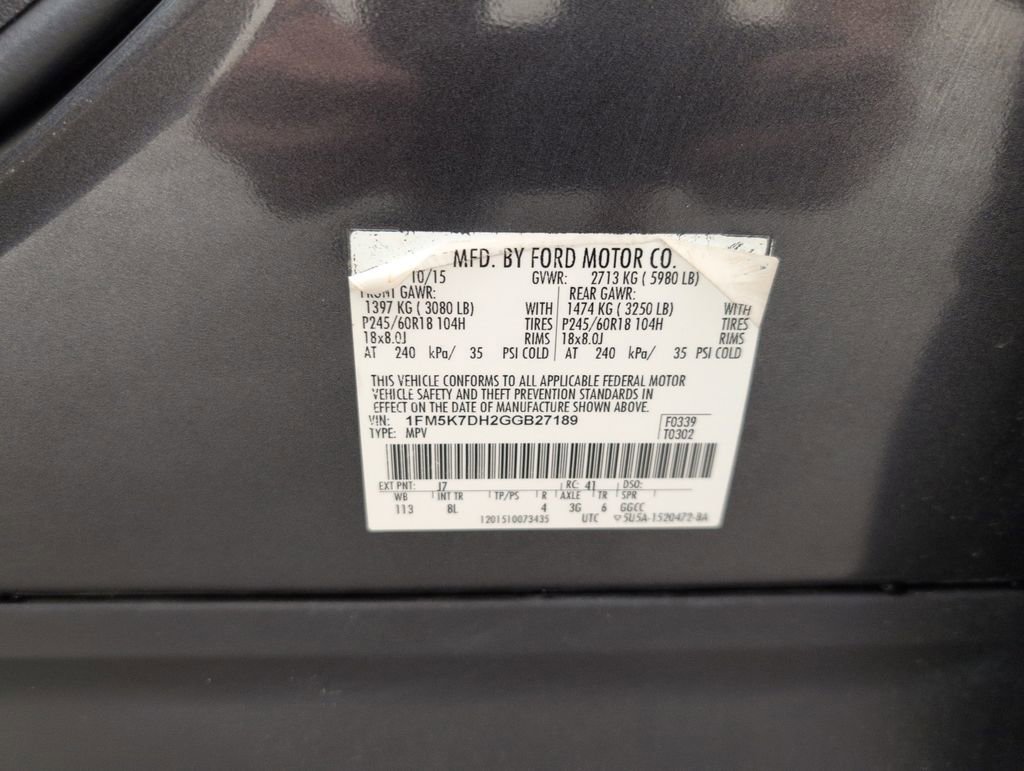 MFD. BY FORD MOTOR CO.
10/15 GVWR: 2713 KG ( 5980 LB)
FRONT GAWR: REAR GAWR:
1397 KG ( 3080 LB) WITH 1474 KG ( 3250 LB) WITH
P245/60R18 104H TIRES P245/60R18 104H TIRES
18x8.0J RIMS 18x8.0J RIMS
AT 240 kPa/ 35 PSI COLD AT 240 kPa/ 35 PSI COLD
THIS VEHICLE CONFORMS TO ALL APPLICABLE FEDERAL MOTOR
VEHICLE SAFETY AND THEFT PREVENTION STANDARDS IN
EFFECT ON THE DATE OF MANUFACTURE SHOWN ABOVE.
VIN: 1FM5K7DH2GGB27189 F0339
TYPE: MPV T0302
EXT PNT: J7 RC: 41 DSO:
WB INT TR TP/PS R AXLE TR SPR
113 8L 4 3G 6 GGCC
1201510073435 UTC ▽5U5A-1520472-BA